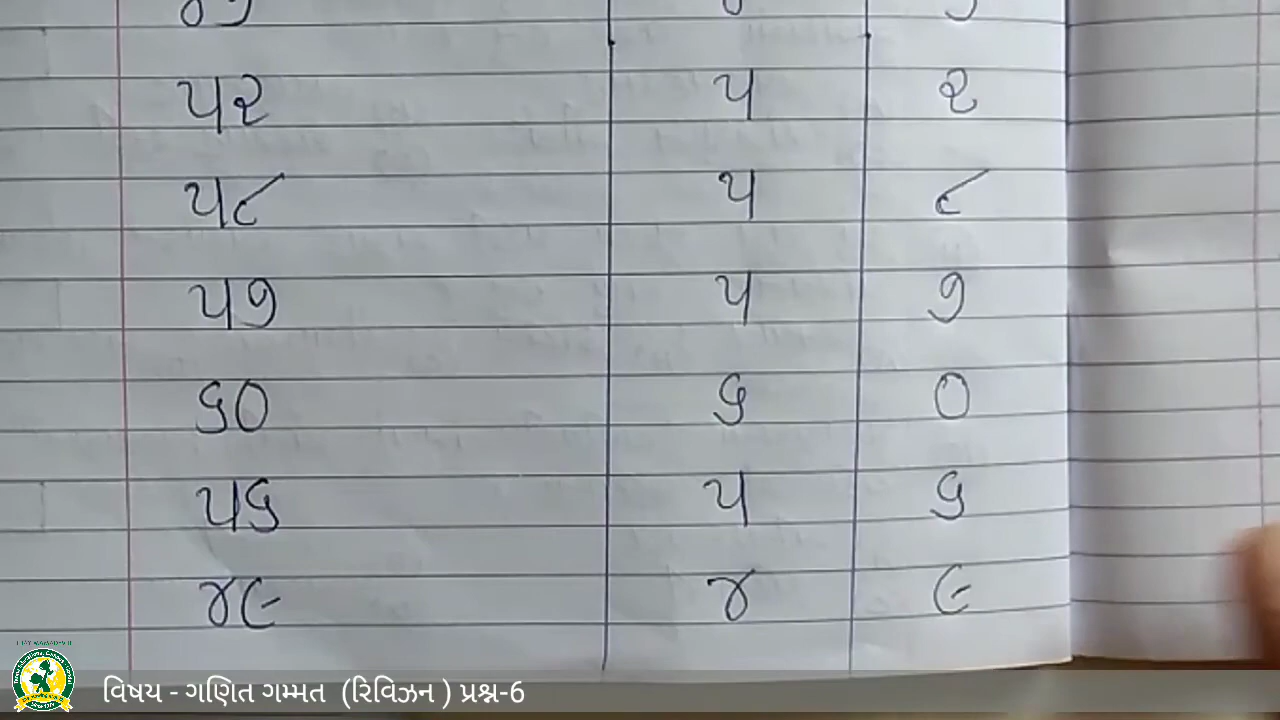 ૫૨ ૫ ૨
૫૮ ૫ ૮
૫૭ ૫ ૭
૬૦ ૬ ૦
૫૬ ૫ ૬
૪૯ ૪ ૯
વિષય - ગણિત ગમ્મત (રિવિઝન ) પ્રશ્ન-6